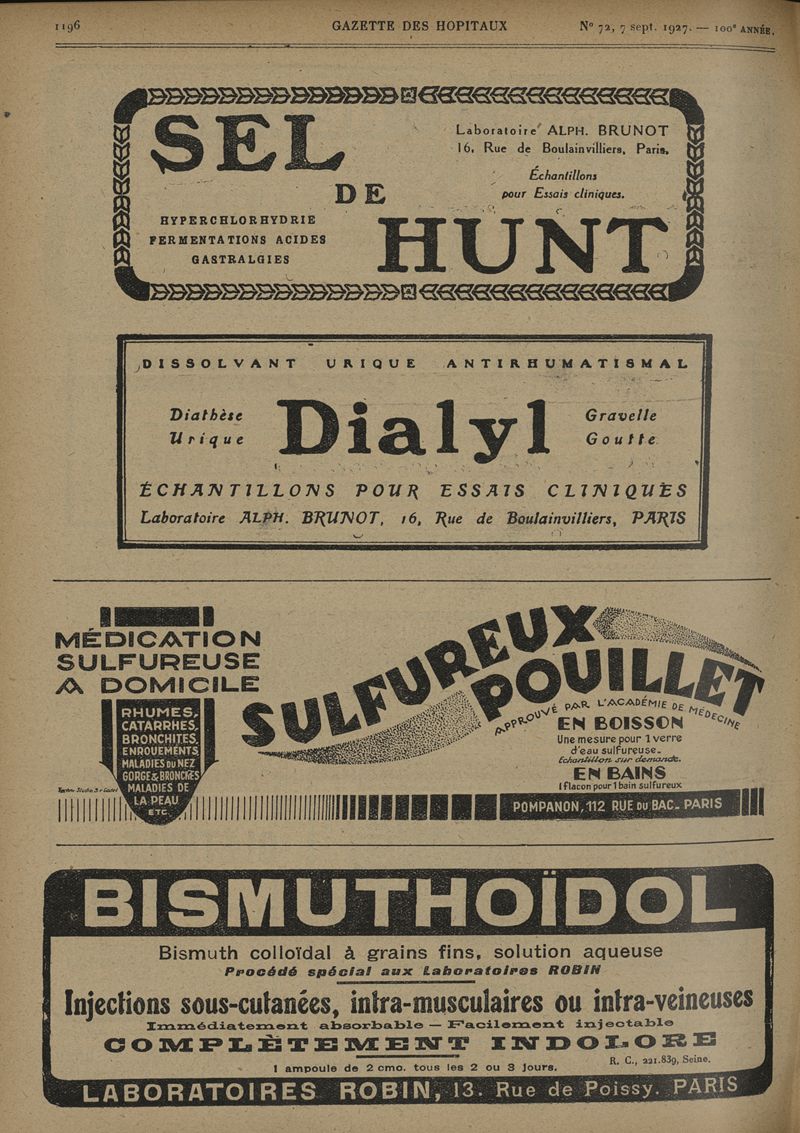 1196 GAZETTE DES HOPITAUX N° 72, 7 sept. 1927. — 100e ANNÉE.
SEL
DE
HUNT
Laboratoire ALPH. BRUNOT
16, Rue de Boulainvilliers, Paris.
Échantillons
pour Essais cliniques.
HYPERCHLORHYDRIE
FERMENTATIONS ACIDES
GASTRALGIES
DISSOLVANT URIQUE ANTIRHUMATISMAL
Diathèse
Urique
Dialyl
Gravelle
Goutte
ÉCHANTILLONS POUR ESSAIS CLINIQUES
Laboratoire ALPH. BRUNOT, 16, Rue de Boulainvilliers, PARIS
MÉDICATION
SULFUREUSE
A DOMICILE
RHUMES,
CATARRHES,
BRONCHITES,
ENROUEMENTS
MALADIES DU NEZ
GORGE & BRONCHES
MALADIES DE
LA PEAU
ETC.
SULFUREUX
POUILLET
APPROUVÉ PAR L'ACADÉMIE DE MÉDECINE
EN BOISSON
Une mesure pour 1 verre
d'eau sulfureuse.
Echantillon sur demande.
EN BAINS
1 flacon pour 1 bain sulfureux
POMPANON, 112 RUE DU BAC. PARIS
BISMUTHOÏDOL
Bismuth colloïdal à grains fins, solution aqueuse
Procédé spécial aux Laboratoires ROBIN
Injections sous-cutanées, intra-musculaires ou intra-veineuses
Immédiatement absorbable — Facilement injectable
COMPLÈTEMENT INDOLORE
R. C., 221.839, Seine.
1 ampoule de 2 cmc. tous les 2 ou 3 jours.
LABORATOIRES ROBIN, 13. Rue de Poissy. PARIS